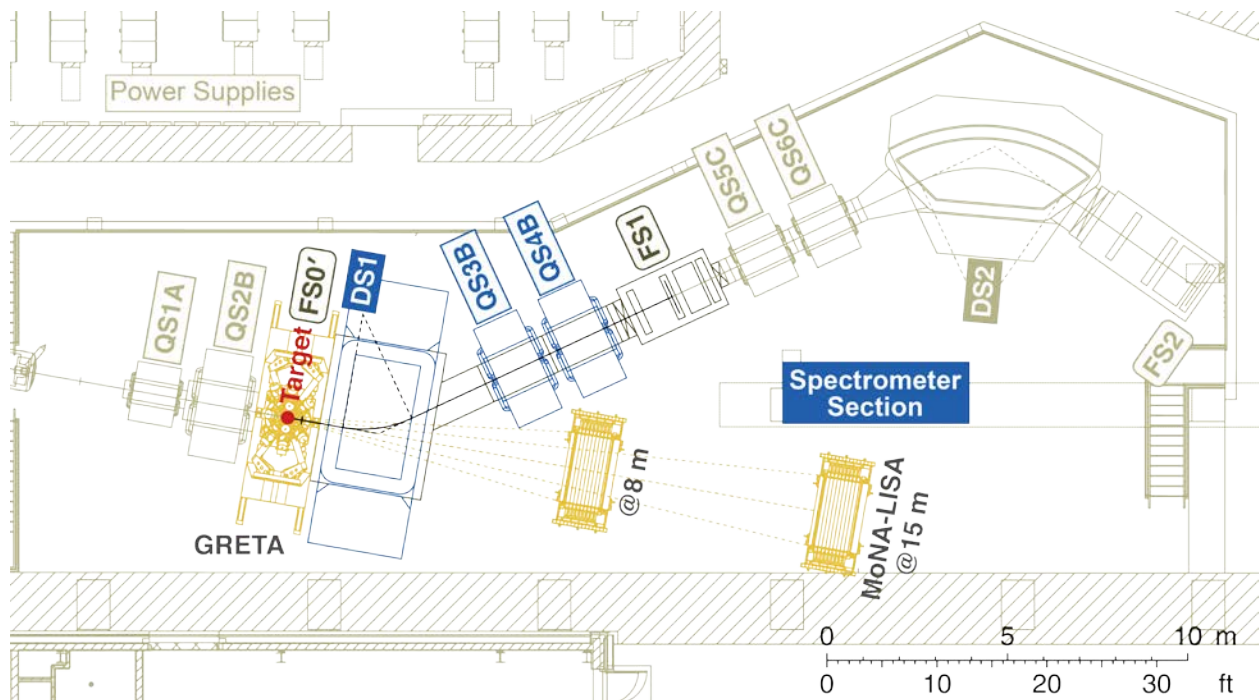 Power Supplies
QS1A
QS2B
FS0′
DS1
Target
QS3B
QS4B
FS1
QS5C
QS6C
DS2
FS2
Spectrometer
Section
GRETA
@8 m
MoNA-LISA
@15 m
0 5 10 m
0 10 20 30 ft